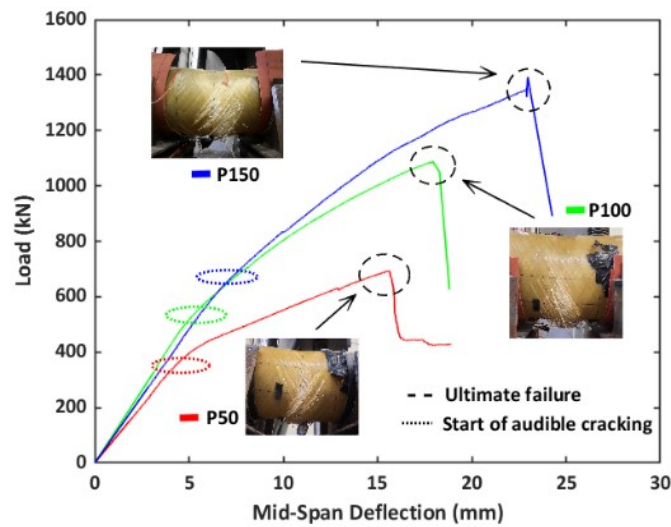 1600
1400
1200
1000
800
600
400
200
0
Load (kN)
P150
P100
P50
Ultimate failure
Start of audible cracking
0 5 10 15 20 25 30
Mid-Span Deflection (mm)